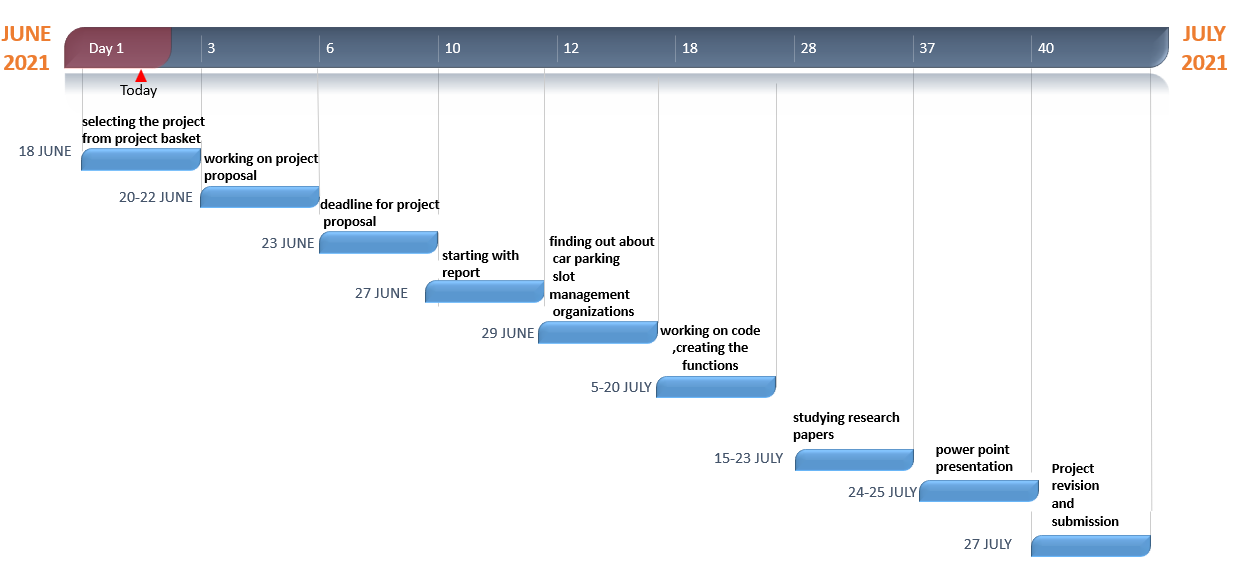 JUNE
2021
Day 1
3
6
10
12
18
28
37
40
JULY
2021
Today
selecting the project
from project basket
18 JUNE
working on project
proposal
20-22 JUNE
deadline for project
proposal
23 JUNE
starting with
report
27 JUNE
finding out about
car parking
slot
management
organizations
29 JUNE
working on code
,creating the
functions
5-20 JULY
studying research
papers
15-23 JULY
power point
presentation
24-25 JULY
Project
revision
and
submission
27 JULY